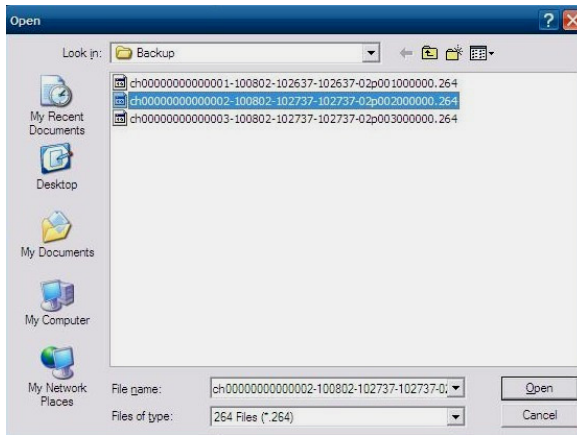 Open
Look in: Backup
ch00000000000001-100802-102637-102637-02p001000000.264
ch00000000000002-100802-102737-102737-02p002000000.264
ch00000000000003-100802-102737-102737-02p003000000.264
My Recent
Documents
Desktop
My Documents
My Computer
My Network
Places
File name: ch00000000000002-100802-102737-102737-02 Open
Files of type: 264 Files (*.264) Cancel